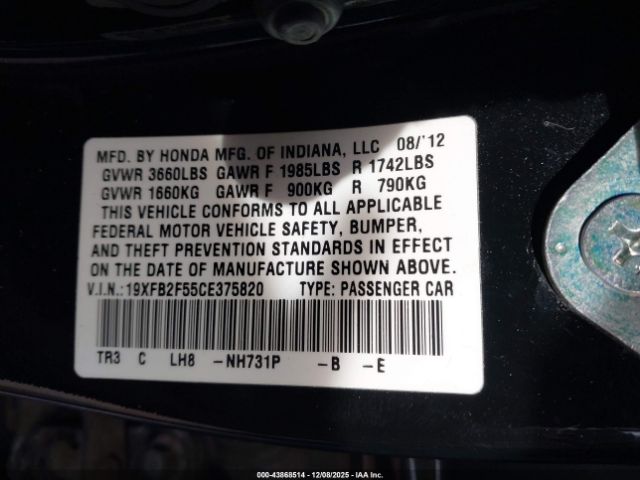 MFD. BY HONDA MFG. OF INDIANA, LLC 08/'12
GVWR 3660LBS GAWR F 1985LBS R 1742LBS
GVWR 1660KG GAWR F 900KG R 790KG
THIS VEHICLE CONFORMS TO ALL APPLICABLE
FEDERAL MOTOR VEHICLE SAFETY, BUMPER,
AND THEFT PREVENTION STANDARDS IN EFFECT
ON THE DATE OF MANUFACTURE SHOWN ABOVE.
V.I.N.:19XFB2F55CE375820 TYPE: PASSENGER CAR
TR3 C LH8 -NH731P -B -E
000-43868514 | 12/08/2025 | IAA Inc.